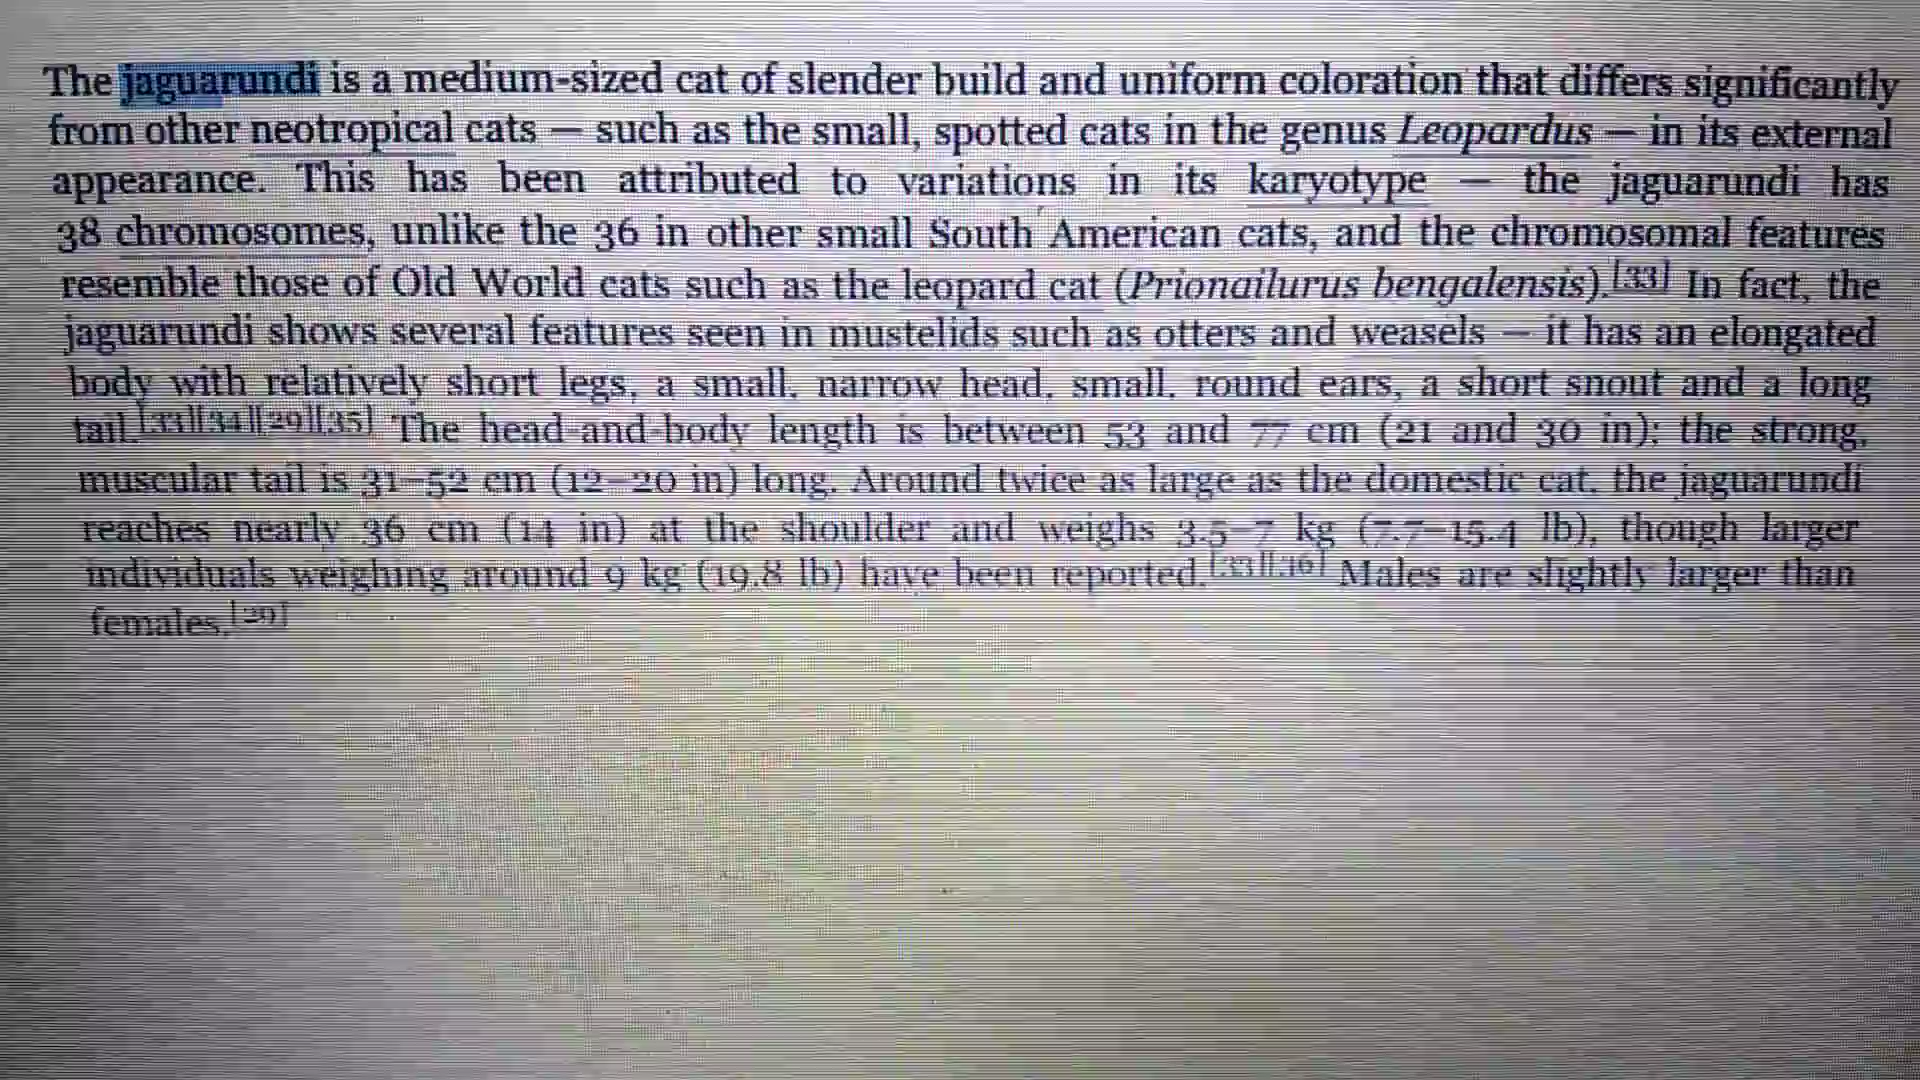 The jaguarundi is a medium-sized cat of slender build and uniform coloration that differs significantly
from other neotropical cats — such as the small, spotted cats in the genus Leopardus — in its external
appearance. This has been attributed to variations in its karyotype — the jaguarundi has
38 chromosomes, unlike the 36 in other small South American cats, and the chromosomal features
resemble those of Old World cats such as the leopard cat (Prionailurus bengalensis).[33] In fact, the
jaguarundi shows several features seen in mustelids such as otters and weasels — it has an elongated
body with relatively short legs, a small, narrow head, small, round ears, a short snout and a long
tail.[33][34][29][35] The head-and-body length is between 53 and 77 cm (21 and 30 in); the strong,
muscular tail is 31–52 cm (12–20 in) long. Around twice as large as the domestic cat, the jaguarundi
reaches nearly 36 cm (14 in) at the shoulder and weighs 3.5–7 kg (7.7–15.4 lb), though larger
individuals weighing around 9 kg (19.8 lb) have been reported.[33][36] Males are slightly larger than
females.[29]